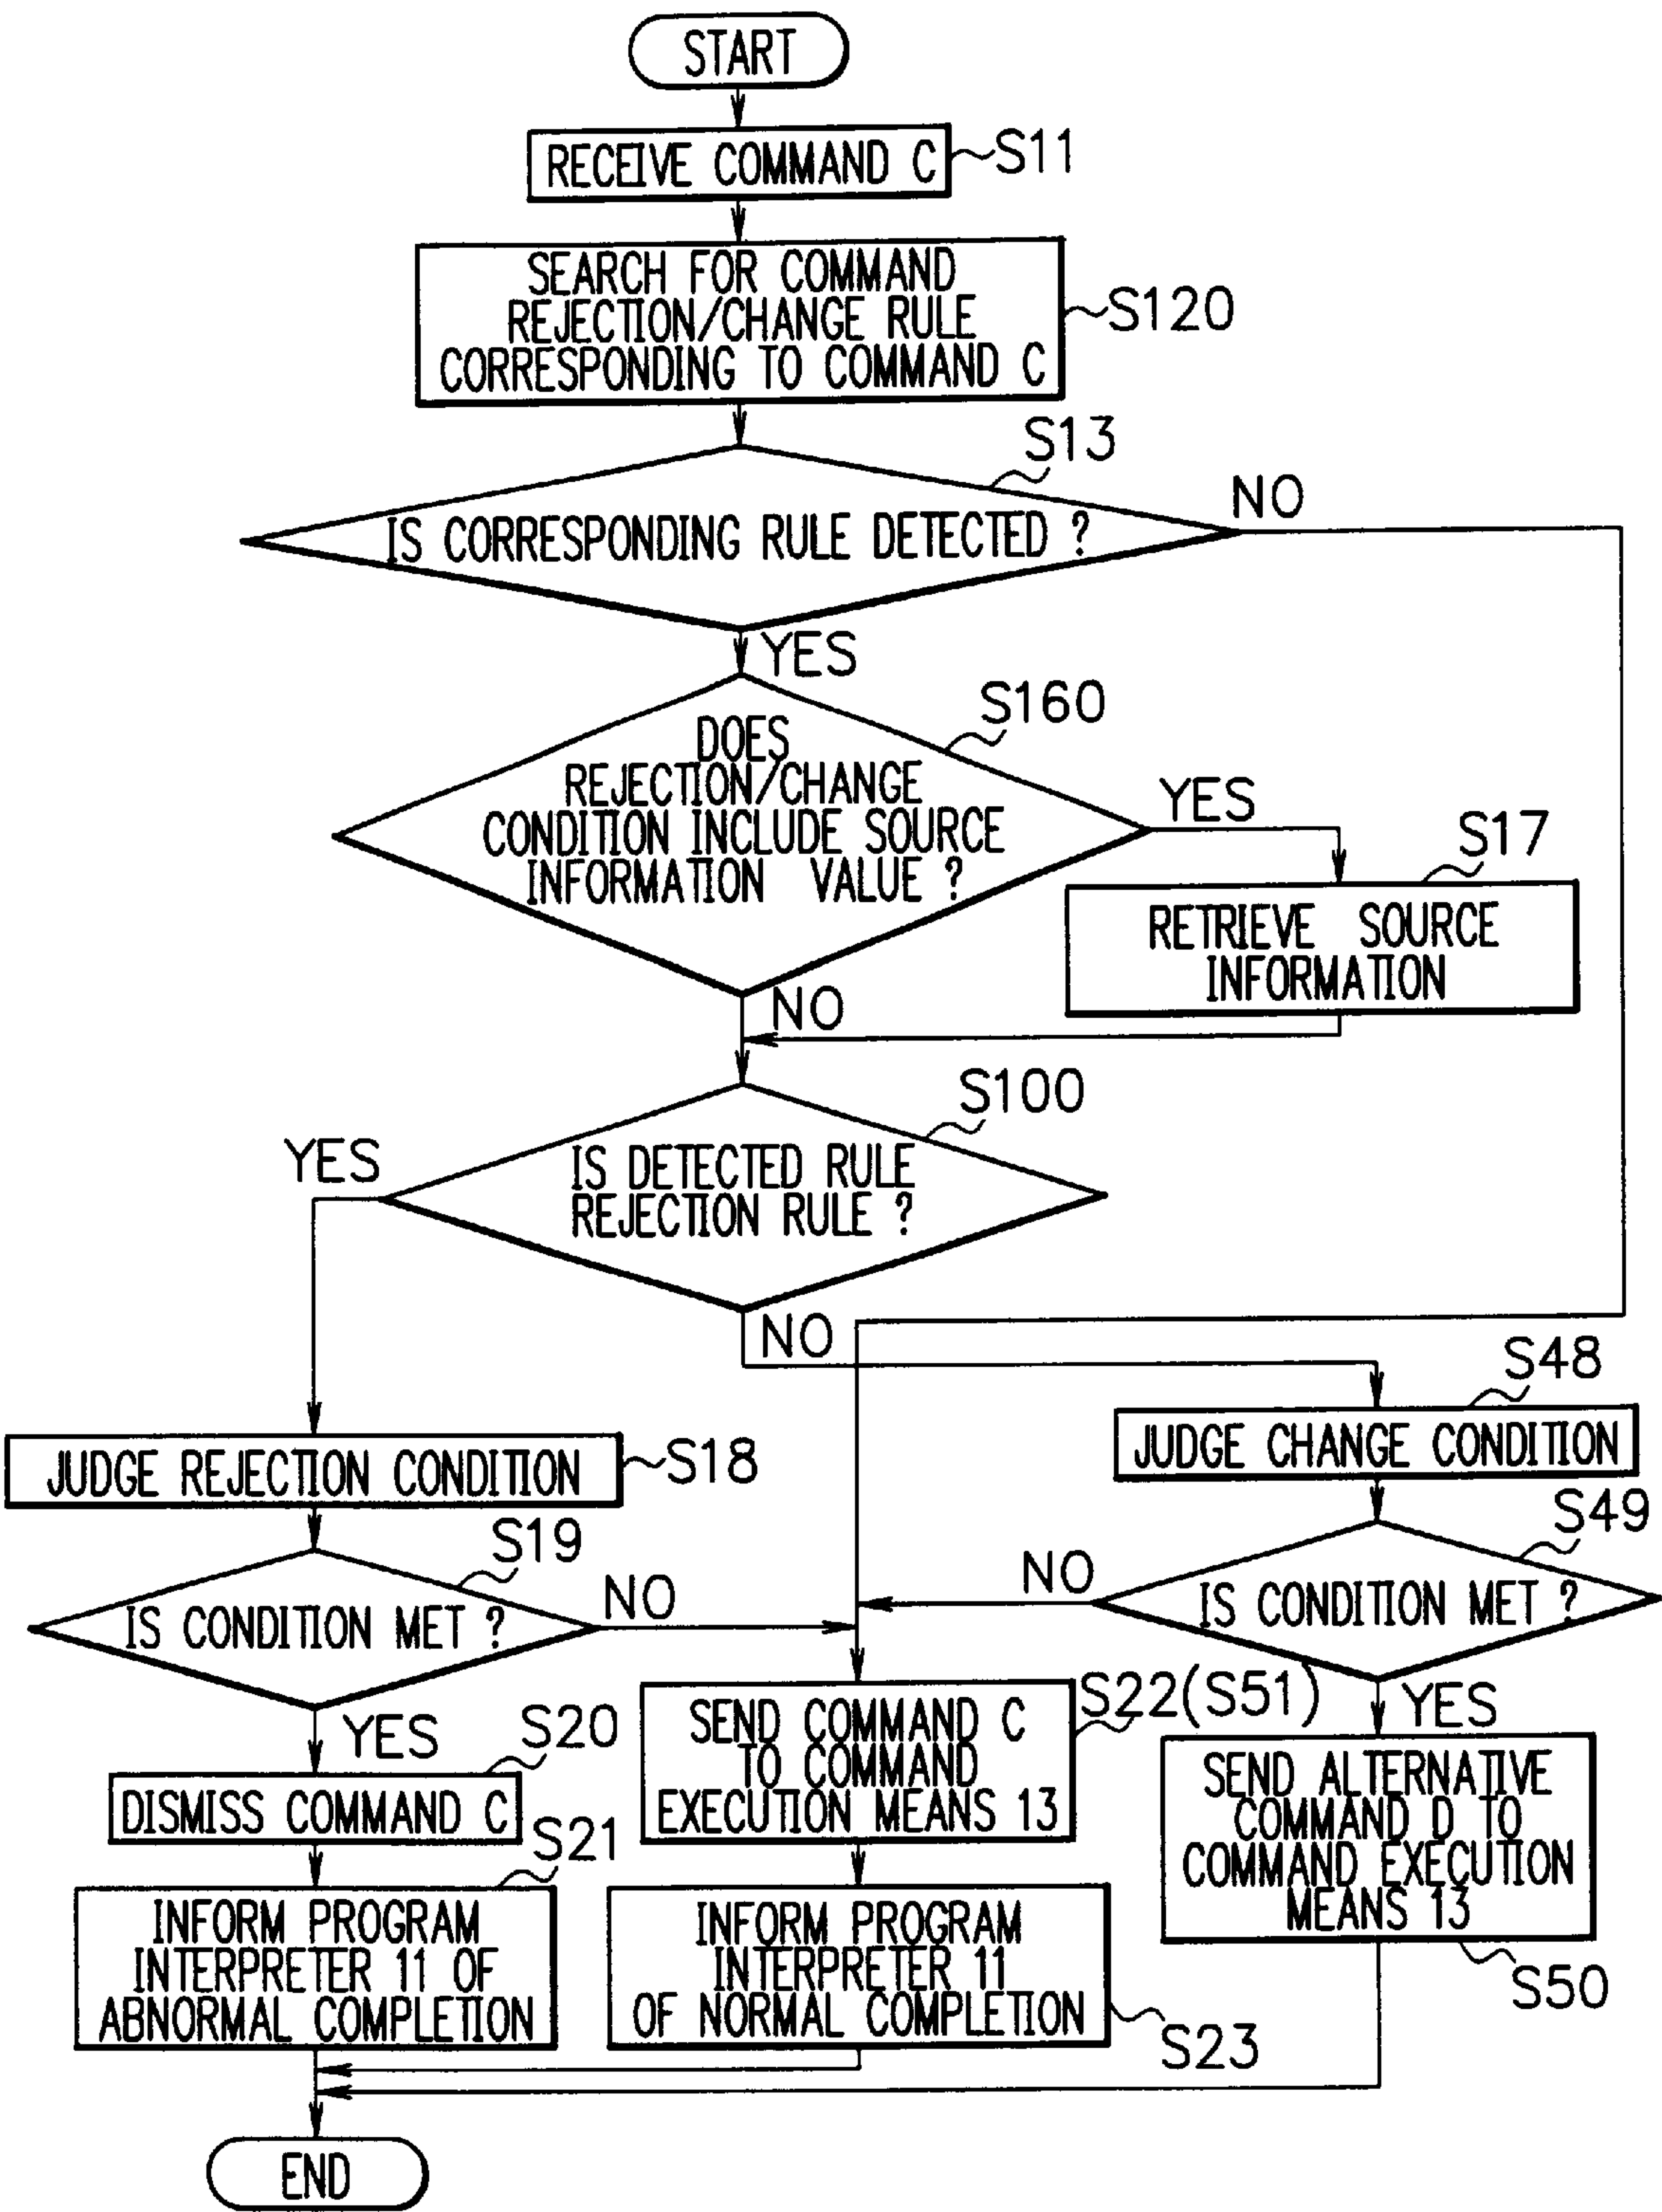 START
RECEIVE COMMAND C
S11
SEARCH FOR COMMAND
REJECTION/CHANGE RULE
CORRESPONDING TO COMMAND C
S120
S13
IS CORRESPONDING RULE DETECTED ?
NO
YES
S160
DOES
REJECTION/CHANGE
CONDITION INCLUDE SOURCE
INFORMATION VALUE ?
YES
S17
RETRIEVE SOURCE
INFORMATION
NO
S100
YES
IS DETECTED RULE
REJECTION RULE ?
NO
S48
JUDGE REJECTION CONDITION
S18
JUDGE CHANGE CONDITION
S19
S49
IS CONDITION MET ?
NO
NO
IS CONDITION MET ?
YES
S20
SEND COMMAND C
TO COMMAND
EXECUTION MEANS 13
S22(S51)
YES
DISMISS COMMAND C
SEND ALTERNATIVE
COMMAND D TO
COMMAND EXECUTION
MEANS 13
S21
S50
INFORM PROGRAM
INTERPRETER 11 OF
ABNORMAL COMPLETION
INFORM PROGRAM
INTERPRETER 11
OF NORMAL COMPLETION
S23
END